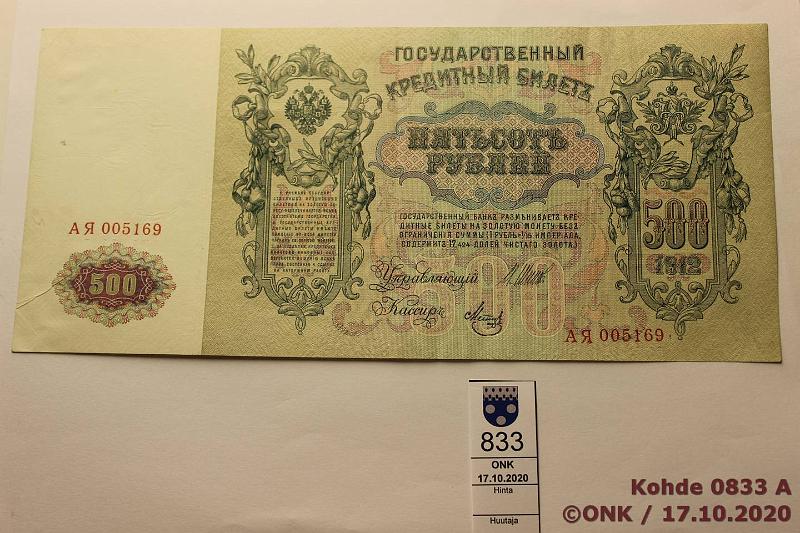 ГОСУДАРСТВЕННЫЙ
КРЕДИТНЫЙ БИЛЕТЪ
ПЯТЬСОТЪ
РУБЛЕЙ
ГОСУДАРСТВЕННЫЙ БАНКЪ РАЗМѢНИВАЕТЪ КРЕ-
ДИТНЫЕ БИЛЕТЫ НА ЗОЛОТУЮ МОНЕТУ БЕЗЪ
ОГРАНИЧЕНІЯ СУММЫ (1 РУБЛЬ=1/15 ИМПЕРІАЛА,
СОДЕРЖИТЪ 17,424 ДОЛЕЙ ЧИСТАГО ЗОЛОТА).
Управляющій
Кассиръ
500
АЯ 005169
500
500
1912
АЯ 005169
833
ONK
17.10.2020
Hinta
Huutaja
Kohde 0833 A
©ONK / 17.10.2020